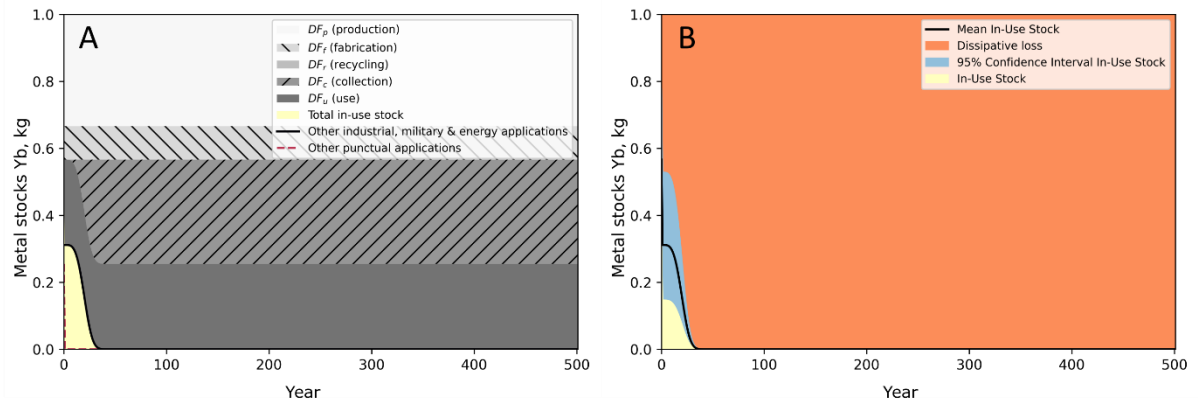 A
DF_p (production)
DF_f (fabrication)
DF_r (recycling)
DF_c (collection)
DF_u (use)
Total in-use stock
Other industrial, military & energy applications
Other punctual applications
Metal stocks Yb, kg
1.0
0.8
0.6
0.4
0.2
0.0
0 100 200 300 400 500
Year
B
Mean In-Use Stock
Dissipative loss
95% Confidence Interval In-Use Stock
In-Use Stock
Metal stocks Yb, kg
1.0
0.8
0.6
0.4
0.2
0.0
0 100 200 300 400 500
Year